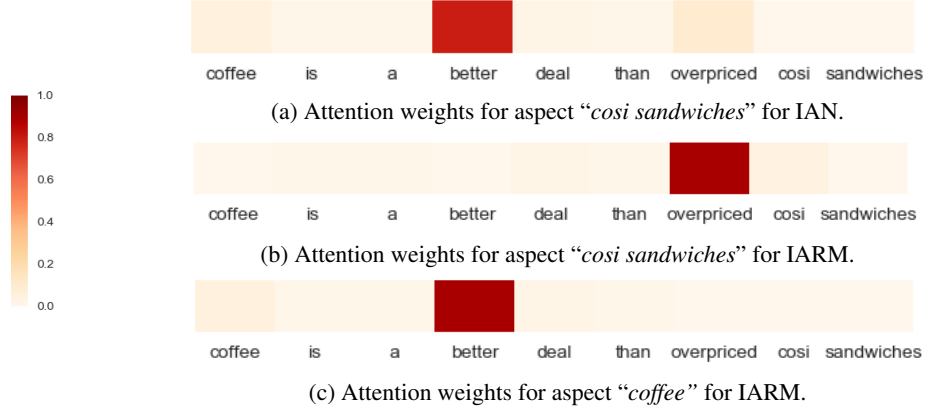 coffee is a better deal than overpriced cosi sandwiches
(a) Attention weights for aspect “cosi sandwiches” for IAN.
1.0
0.8
0.6
0.4
0.2
0.0
coffee is a better deal than overpriced cosi sandwiches
(b) Attention weights for aspect “cosi sandwiches” for IARM.
coffee is a better deal than overpriced cosi sandwiches
(c) Attention weights for aspect “coffee” for IARM.